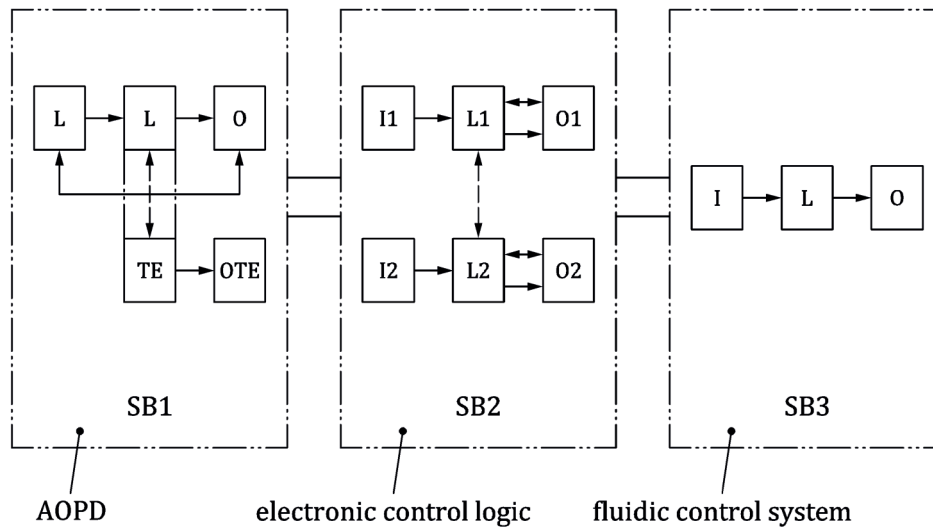 L L O
TE OTE
SB1
AOPD
I1 L1 O1
I2 L2 O2
SB2
electronic control logic
I L O
SB3
fluidic control system